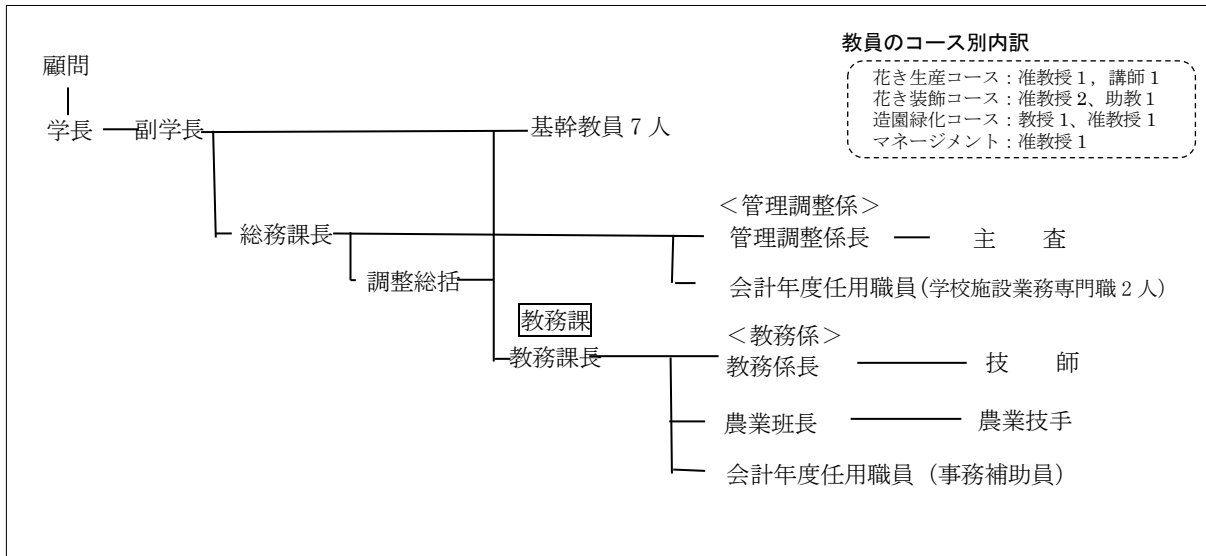 教員のコース別内訳
花き生産コース：准教授 1，講師 1
花き装飾コース：准教授 2、助教 1
造園緑化コース：教授 1、准教授 1
マネージメント：准教授 1
顧問
学長 副学長 基幹教員 7 人
＜管理調整係＞
総務課長 管理調整係長 主　査
調整総括 会計年度任用職員（学校施設業務専門職 2 人）
教務課
＜教務係＞
教務課長 教務係長 技　師
農業班長 農業技手
会計年度任用職員（事務補助員）